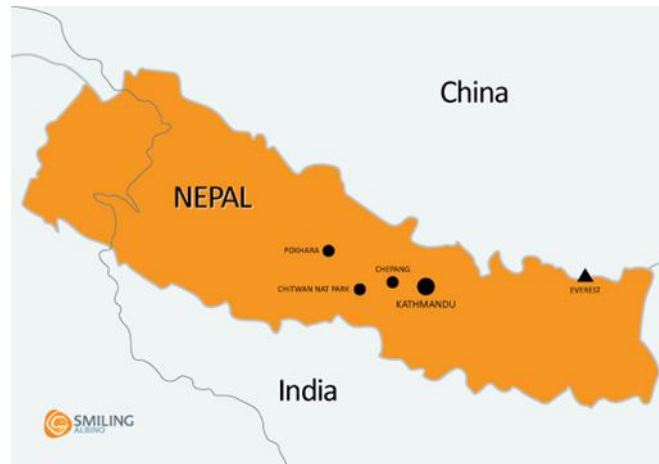 China
NEPAL
POKHARA
CHEPANG
CHITWAN NAT PARK
KATHMANDU
EVEREST
India
SMILING
ALBINO